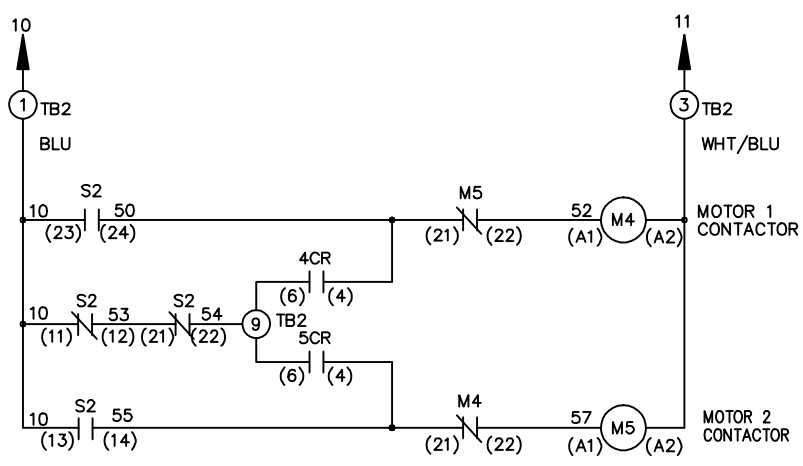 10
11
1 TB2
3 TB2
BLU
WHT/BLU
S2
M5
10
50
52
M4
MOTOR 1
CONTACTOR
(23)
(24)
(21)
(22)
(A1)
(A2)
4CR
(6)
(4)
10
S2
53
S2
54
9
TB2
(11)
(12)
(21)
(22)
5CR
(6)
(4)
10
S2
55
M4
57
M5
MOTOR 2
CONTACTOR
(13)
(14)
(21)
(22)
(A1)
(A2)